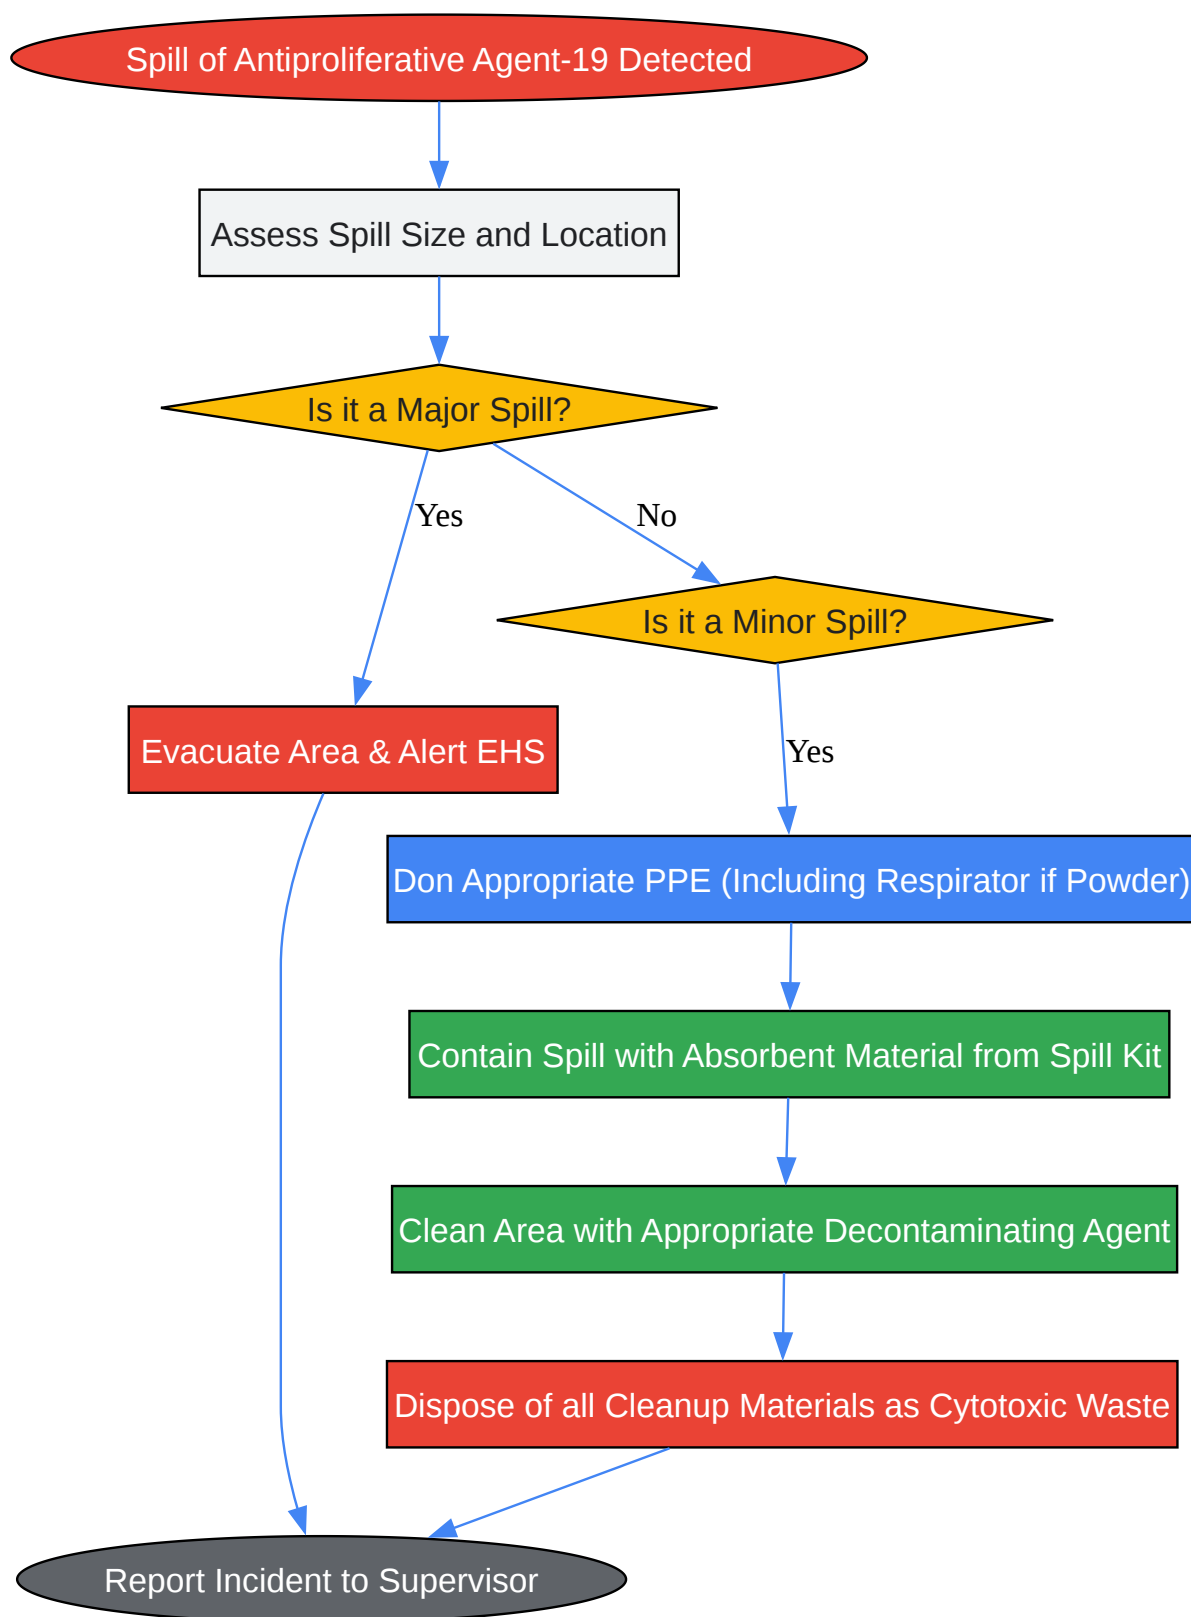 Spill of Antiproliferative Agent-19 Detected
Assess Spill Size and Location
Is it a Major Spill?
Yes
No
Is it a Minor Spill?
Evacuate Area & Alert EHS
Yes
Don Appropriate PPE (Including Respirator if Powder)
Contain Spill with Absorbent Material from Spill Kit
Clean Area with Appropriate Decontaminating Agent
Dispose of all Cleanup Materials as Cytotoxic Waste
Report Incident to Supervisor